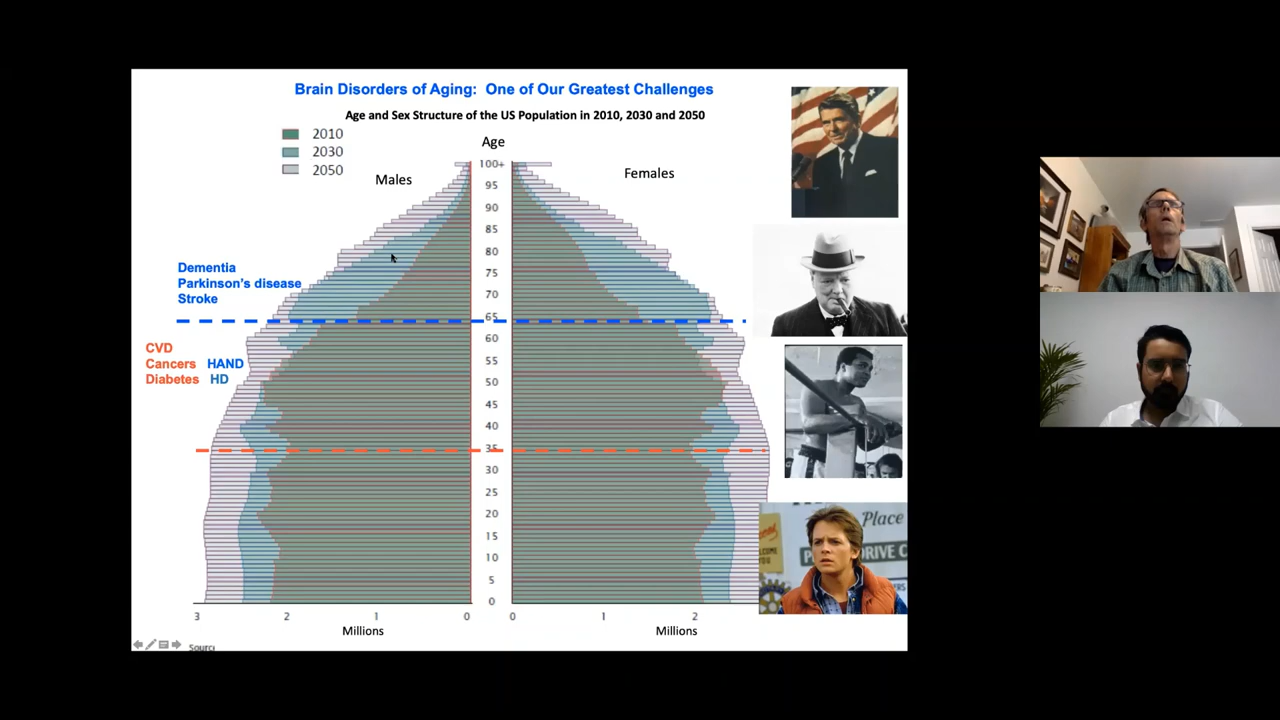 Brain Disorders of Aging: One of Our Greatest Challenges
Age and Sex Structure of the US Population in 2010, 2030 and 2050
2010
2030
2050
Age
Males
Females
100+
95
90
85
80
75
70
65
60
55
50
45
40
35
30
25
20
15
10
5
0
Dementia
Parkinson's disease
Stroke
CVD
Cancers HAND
Diabetes HD
3 2 1 0 0 1 2
Millions Millions
Place
DRIVE